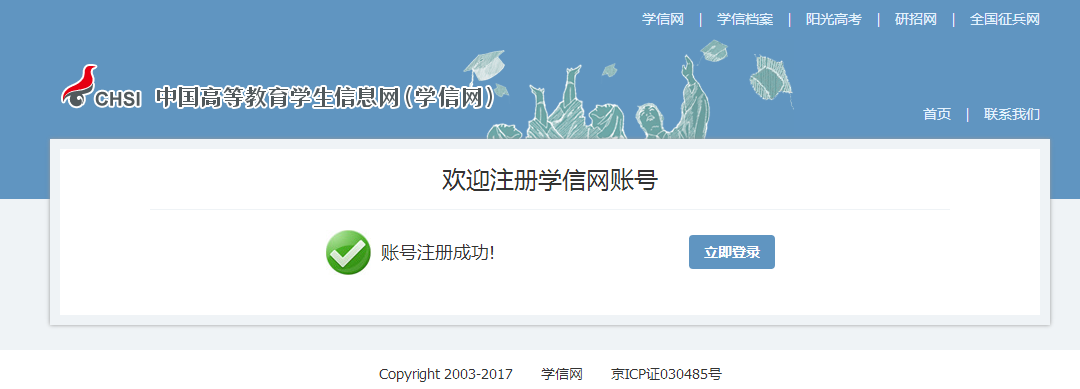 学信网 | 学信档案 | 阳光高考 | 研招网 | 全国征兵网
CHSI 中国高等教育学生信息网(学信网)
首页 | 联系我们
欢迎注册学信网账号
账号注册成功! 立即登录
Copyright 2003-2017 学信网 京ICP证030485号